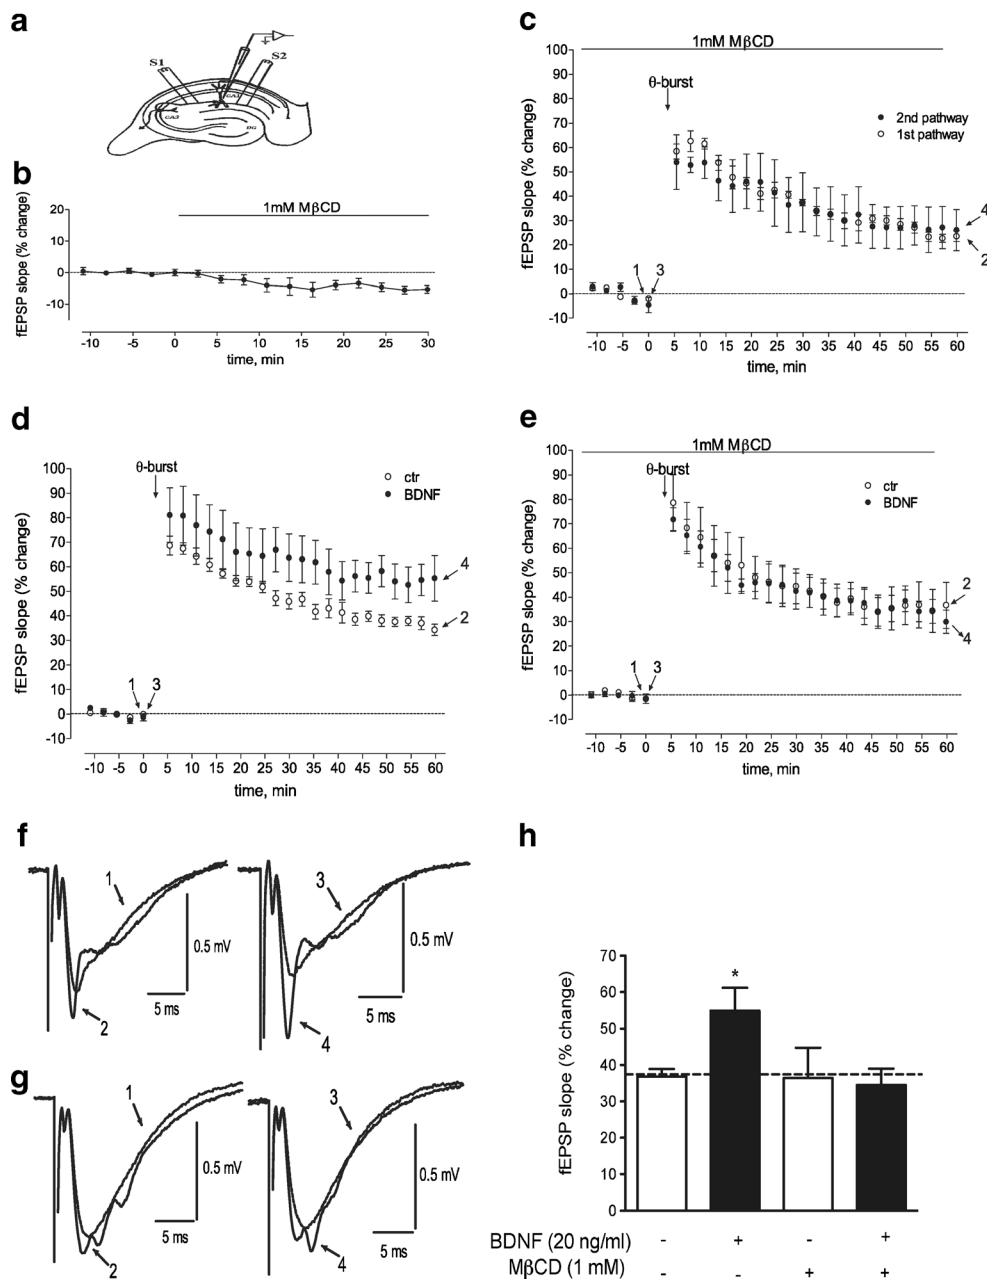 a
S1
S2
CA1
CA3
DG
b
1mM MβCD
fEPSP slope (% change)
20
10
0
-10
-10 -5 0 5 10 15 20 25 30
time, min
c
1mM MβCD
θ-burst
2nd pathway
1st pathway
fEPSP slope (% change)
100
90
80
70
60
50
40
30
20
10
0
-10
1 3
4
2
-10 -5 0 5 10 15 20 25 30 35 40 45 50 55 60
time, min
d
θ-burst
ctr
BDNF
fEPSP slope (% change)
100
90
80
70
60
50
40
30
20
10
0
-10
1 3
4
2
-10 -5 0 5 10 15 20 25 30 35 40 45 50 55 60
time, min
e
1mM MβCD
θ-burst
ctr
BDNF
fEPSP slope (% change)
100
90
80
70
60
50
40
30
20
10
0
-10
1 3
2
4
-10 -5 0 5 10 15 20 25 30 35 40 45 50 55 60
time, min
f
1
2
0.5 mV
5 ms
3
4
0.5 mV
5 ms
g
1
2
0.5 mV
5 ms
3
4
0.5 mV
5 ms
h
fEPSP slope (% change)
70
60
50
40
30
20
10
0
*
BDNF (20 ng/ml) - + - +
MβCD (1 mM) - - + +